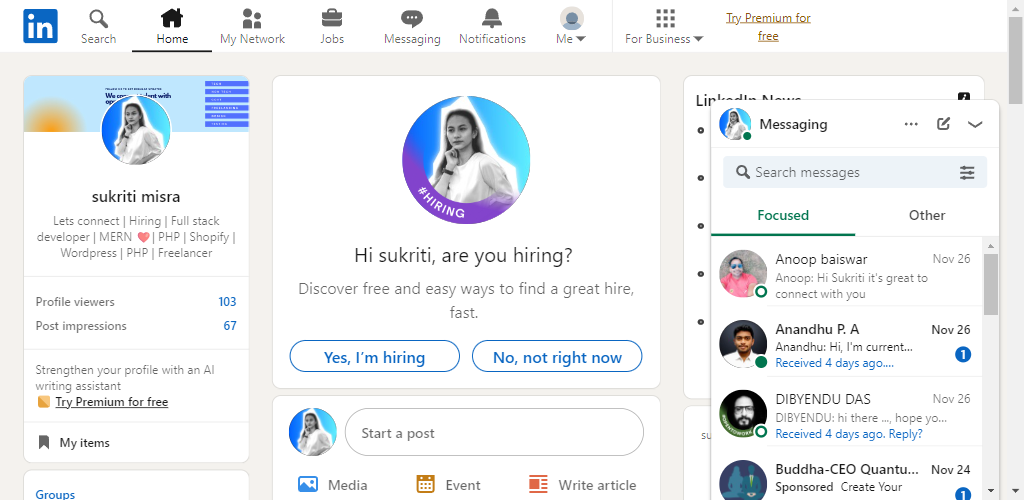 in
Search
Home
My Network
Jobs
Messaging
Notifications
Me
For Business
Try Premium for
free
sukriti misra
Lets connect | Hiring | Full stack
developer | MERN ❤️ | PHP | Shopify |
Wordpress | PHP | Freelancer
Profile viewers 103
Post impressions 67
Strengthen your profile with an AI
writing assistant
Try Premium for free
My items
Groups
#HIRING
Hi sukriti, are you hiring?
Discover free and easy ways to find a great hire,
fast.
Yes, I'm hiring
No, not right now
Start a post
Media
Event
Write article
LinkedIn News
Messaging
Search messages
Focused
Other
Anoop baiswar Nov 26
Anoop: Hi Sukriti it's great to
connect with you
Anandhu P. A Nov 26
Anandhu: Hi, I'm current...
1
Received 4 days ago....
DIBYENDU DAS Nov 26
DIBYENDU: hi there ..., hope yo...
Received 4 days ago. Reply?
Buddha-CEO Quantu... Nov 24
Sponsored Create Your
1
su